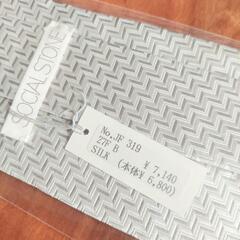 SOCIAL STONE
No.JF 319
27F B
SILK
¥ 7,140
(本体¥ 6,800)